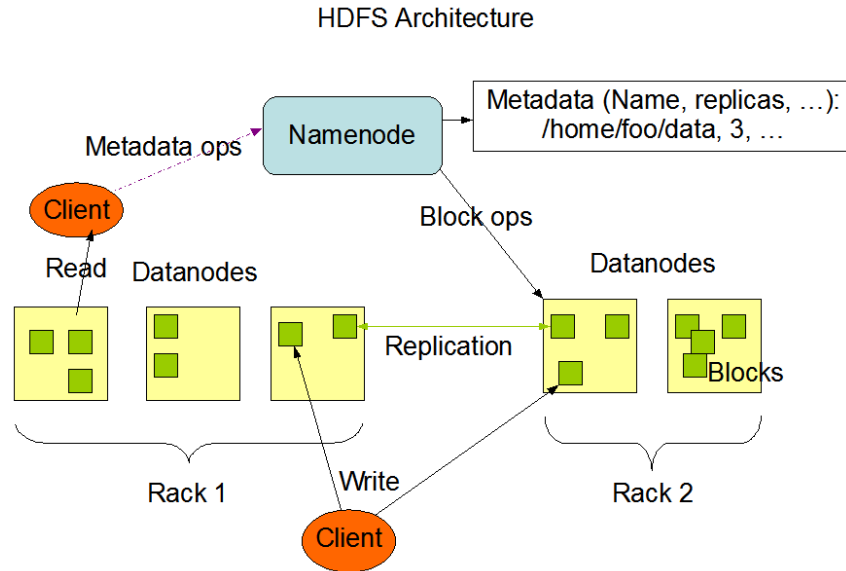 HDFS Architecture
Metadata (Name, replicas, …):
/home/foo/data, 3, …
Namenode
Metadata ops
Client
Block ops
Read
Datanodes
Datanodes
Replication
Blocks
Rack 1
Write
Rack 2
Client